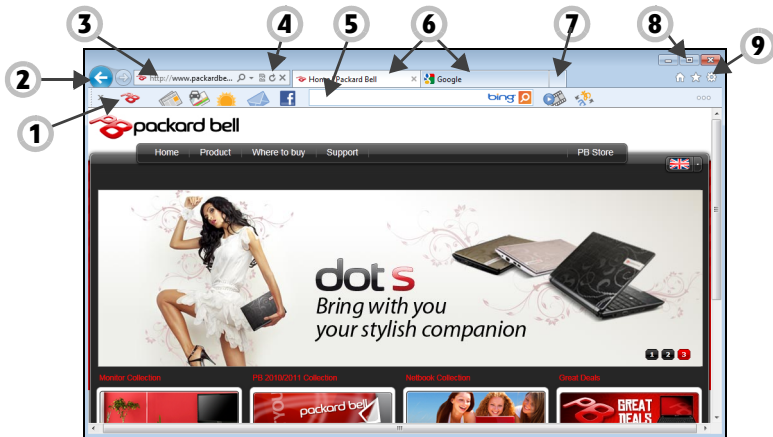 3 4 5 6 7 8
9
2
http://www.packardbe... Home - Packard Bell Google
bing
1
packard bell
Home Product Where to buy Support PB Store
dot s
Bring with you
your stylish companion
1 2 3
Monitor Collection PB 2010/2011 Collection Netbook Collection Great Deals
packard bell GREAT
DEALS